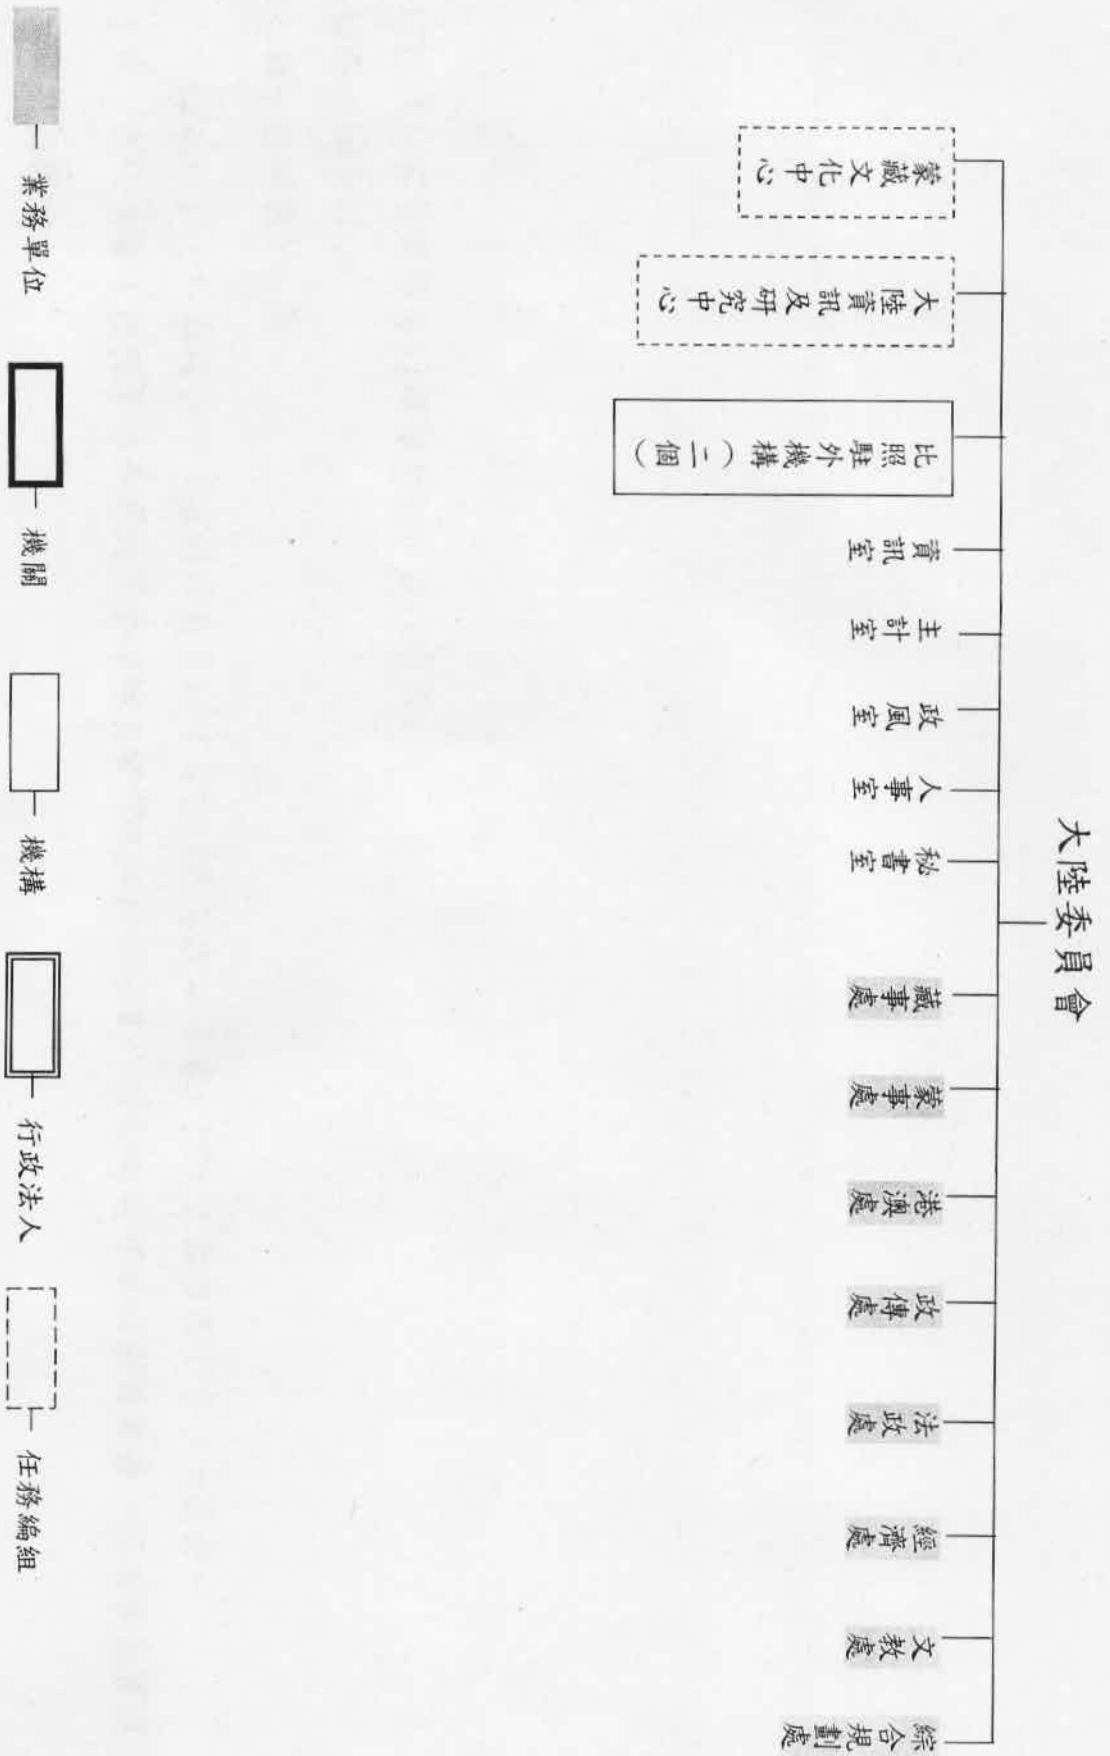 大陸委員會
綜合規劃處
文教處
經濟處
法政處
政傳處
港澳處
蒙事處
藏事處
秘書室
人事室
政風室
主計室
資訊室
比照駐外機構（二個）
大陸資訊及研究中心
蒙藏文化中心
業務單位
機關
機構
行政法人
任務編組